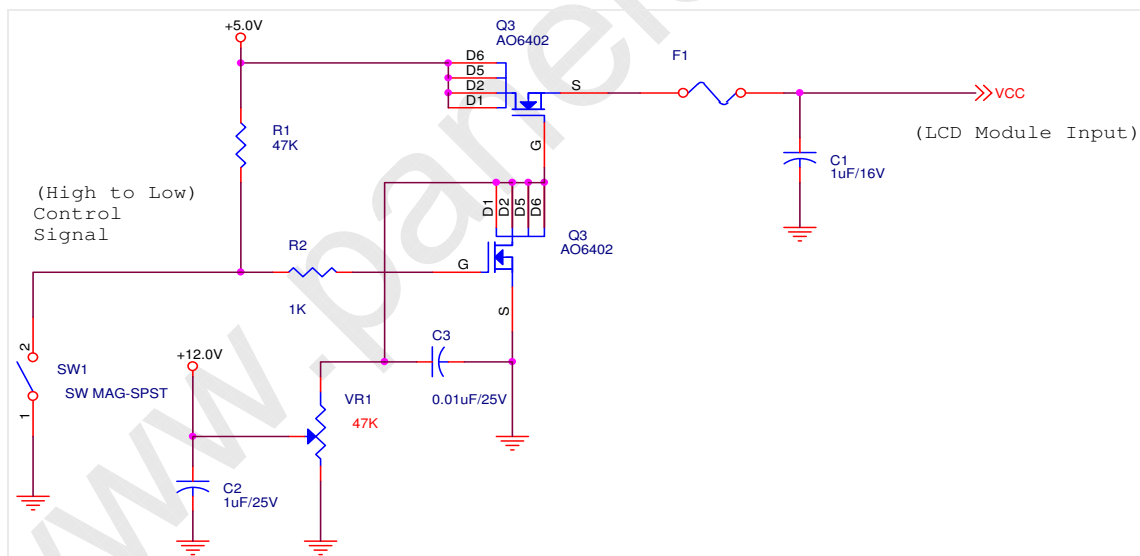 Q3
AO6402
+5.0V
D6
D5
D2
D1
S
G
F1
VCC
(LCD Module Input)
R1
47K
C1
1uF/16V
(High to Low)
Control
Signal
D1
D2
D5
D6
Q3
AO6402
R2
1K
G
S
C3
0.01uF/25V
+12.0V
2
SW1
SW MAG-SPST
1
VR1
47K
C2
1uF/25V
www.panel